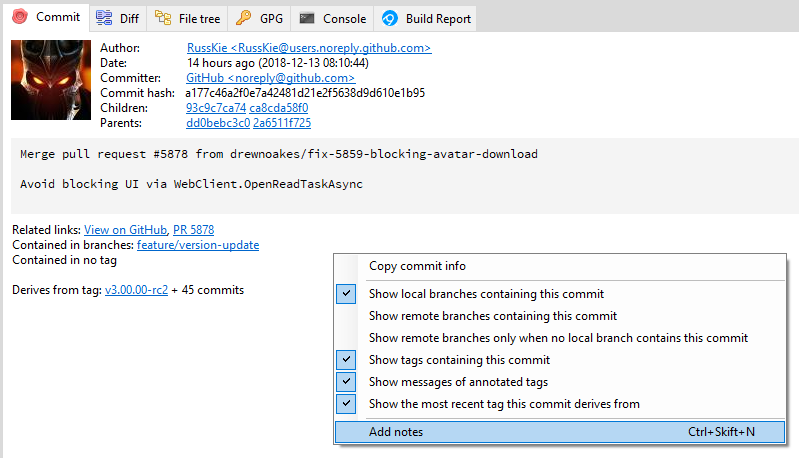 Commit Diff File tree GPG Console Build Report
Author: RussKie <RussKie@users.noreply.github.com>
Date: 14 hours ago (2018-12-13 08:10:44)
Committer: GitHub <noreply@github.com>
Commit hash: a177c46a2f0e7a42481d21e2f5638d9d610e1b95
Children: 93c9c7ca74 ca8cda58f0
Parents: dd0bebc3c0 2a6511f725
Merge pull request #5878 from drewnoakes/fix-5859-blocking-avatar-download
Avoid blocking UI via WebClient.OpenReadTaskAsync
Related links: View on GitHub, PR 5878
Contained in branches: feature/version-update
Contained in no tag
Derives from tag: v3.00.00-rc2 + 45 commits
Copy commit info
Show local branches containing this commit
Show remote branches containing this commit
Show remote branches only when no local branch contains this commit
Show tags containing this commit
Show messages of annotated tags
Show the most recent tag this commit derives from
Add notes Ctrl+Skift+N